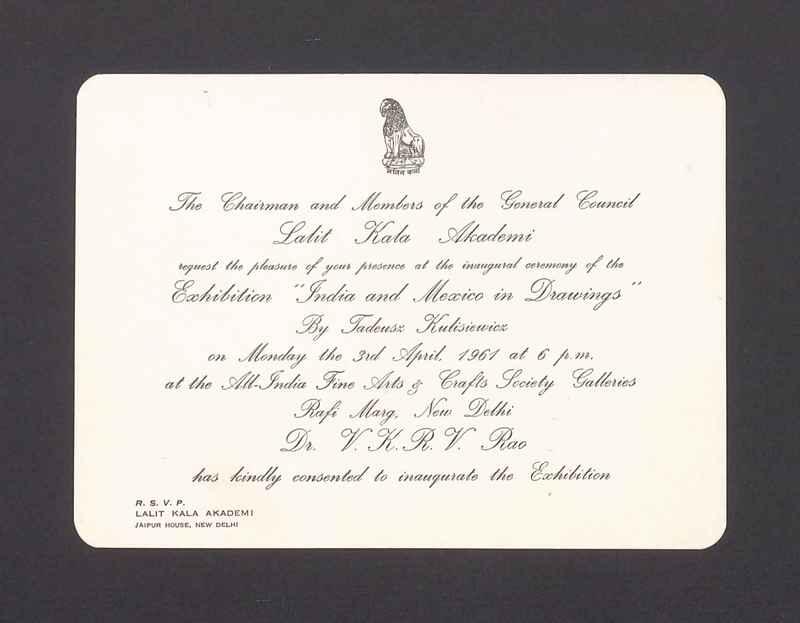 ललित कला
The Chairman and Members of the General Council
Lalit Kala Akademi
request the pleasure of your presence at the inaugural ceremony of the
Exhibition "India and Mexico in Drawings"
By Tadeusz Kulisiewicz
on Monday the 3rd April, 1961 at 6 p.m.
at the All-India Fine Arts & Crafts Society Galleries
Rafi Marg, New Delhi
Dr. V. K. R. V. Rao
has kindly consented to inaugurate the Exhibition
R. S. V. P.
LALIT KALA AKADEMI
JAIPUR HOUSE, NEW DELHI